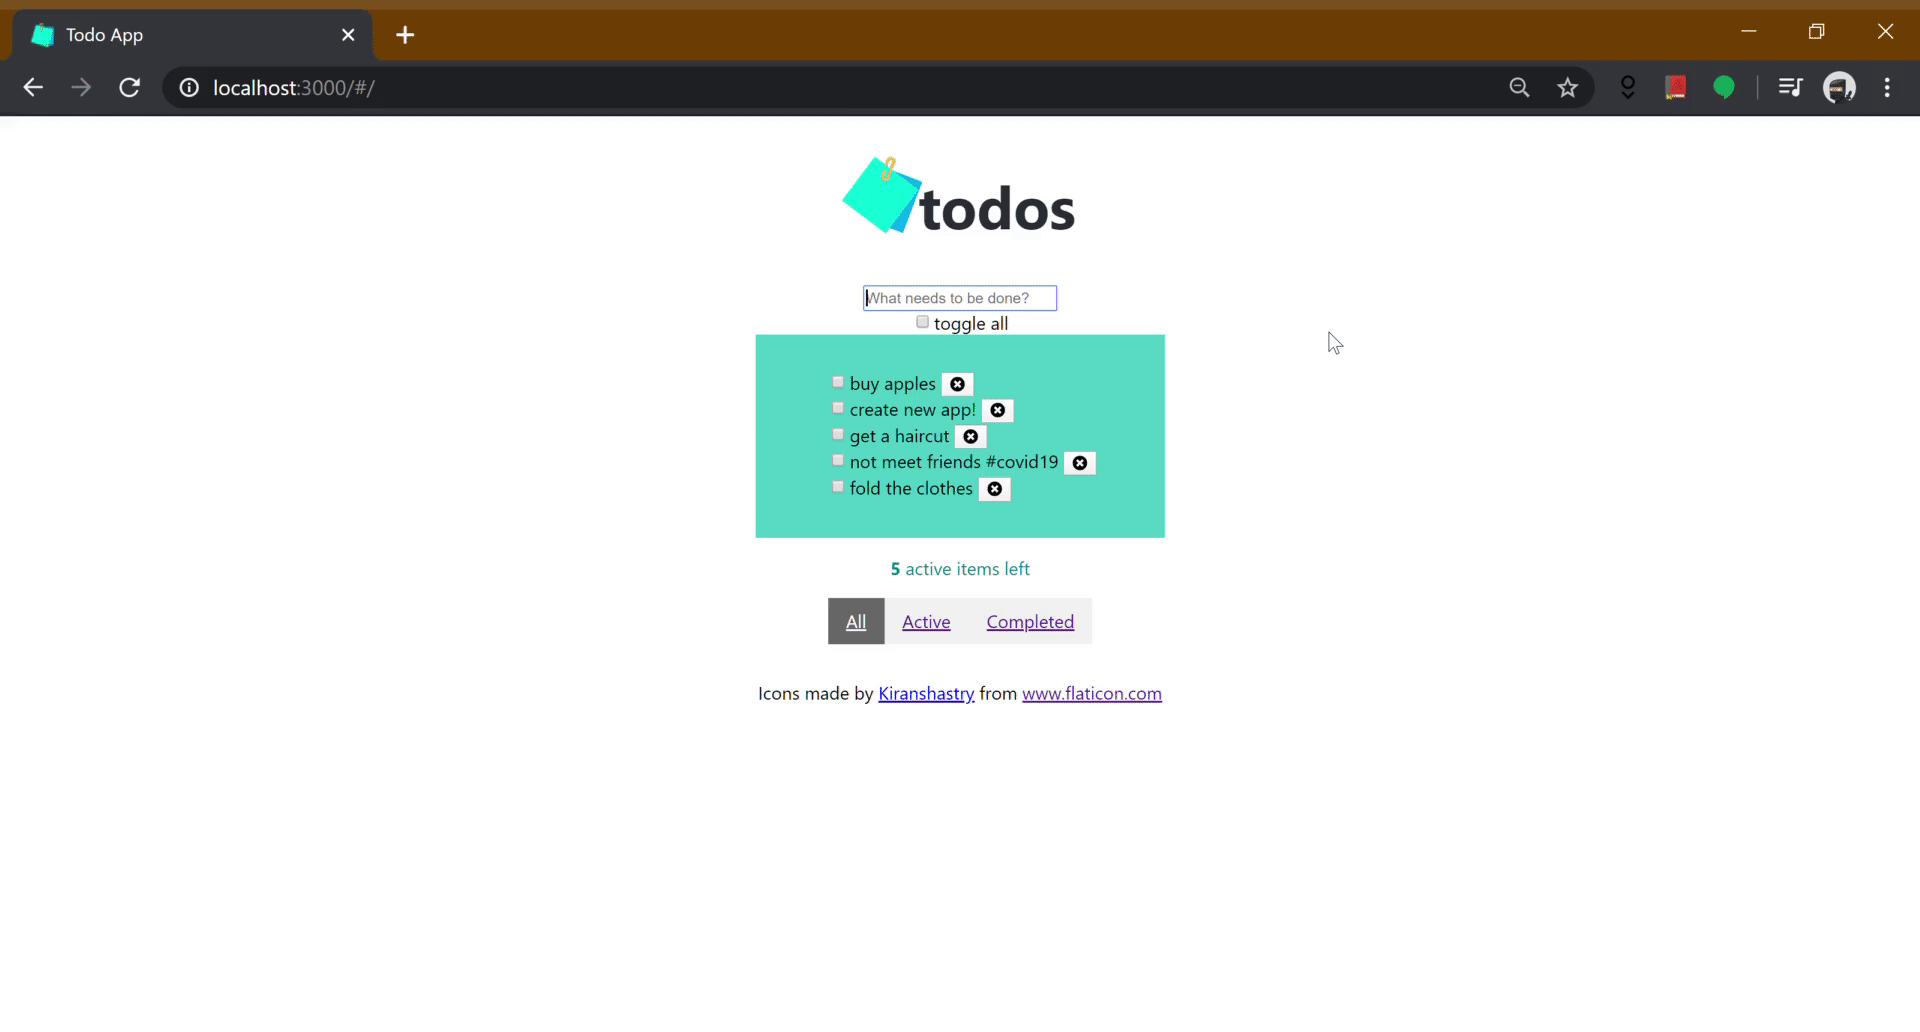 Todo App
localhost:3000/#/
todos
What needs to be done?
toggle all
buy apples
create new app!
get a haircut
not meet friends #covid19
fold the clothes
5 active items left
All Active Completed
Icons made by Kiranshastry from www.flaticon.com